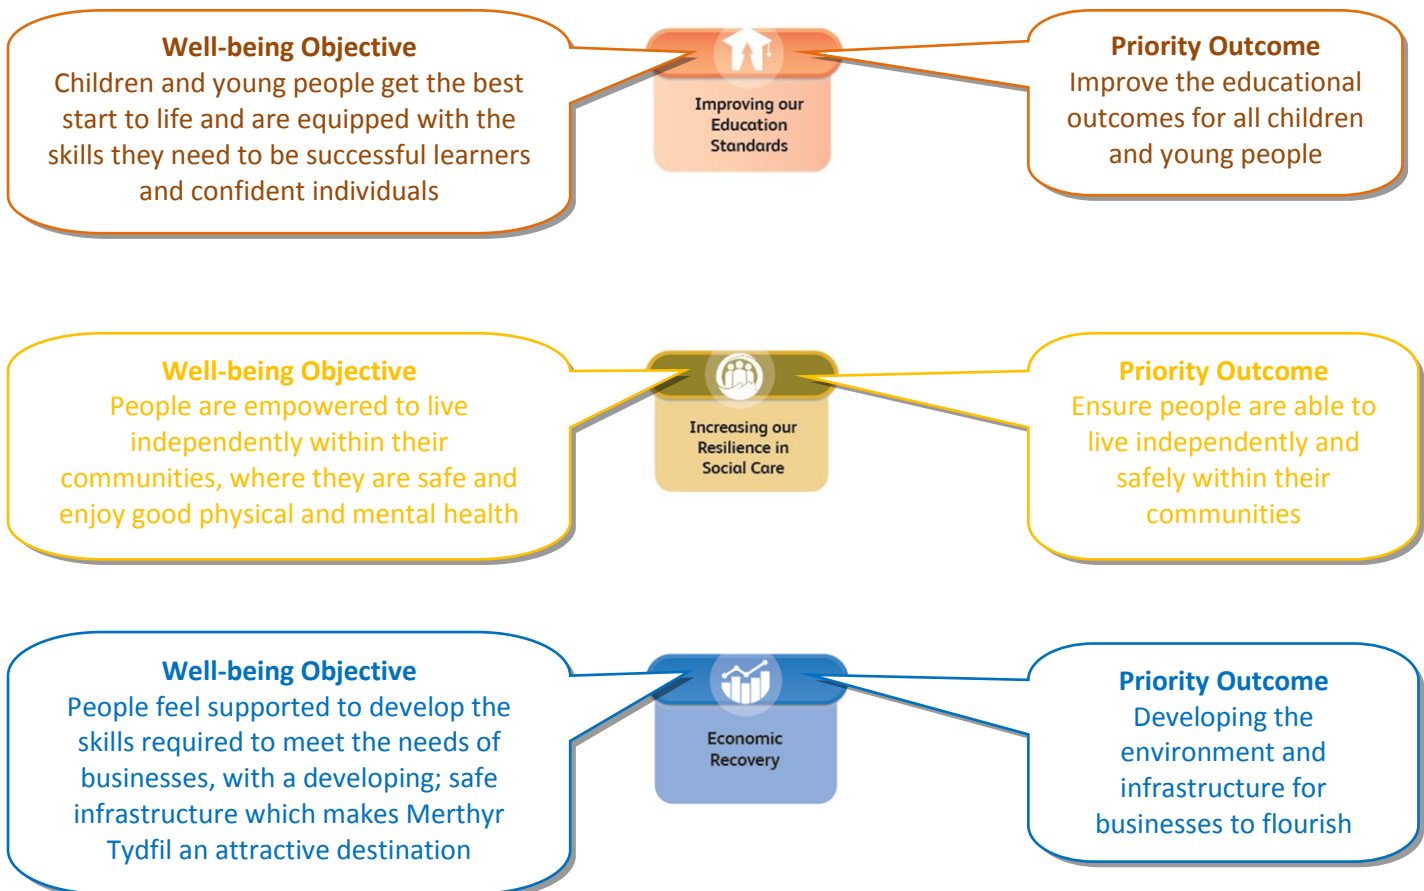 Well-being Objective
Children and young people get the best
start to life and are equipped with the
skills they need to be successful learners
and confident individuals
Improving our
Education
Standards
Priority Outcome
Improve the educational
outcomes for all children
and young people
Well-being Objective
People are empowered to live
independently within their
communities, where they are safe and
enjoy good physical and mental health
Increasing our
Resilience in
Social Care
Priority Outcome
Ensure people are able to
live independently and
safely within their
communities
Well-being Objective
People feel supported to develop the
skills required to meet the needs of
businesses, with a developing; safe
infrastructure which makes Merthyr
Tydfil an attractive destination
Economic
Recovery
Priority Outcome
Developing the
environment and
infrastructure for
businesses to flourish